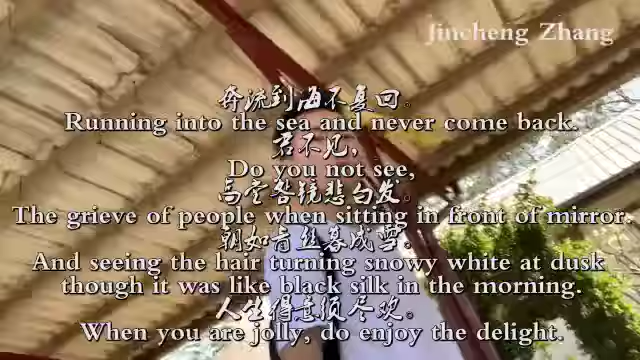 Jincheng Zhang
奔流到海不复回。
Running into the sea and never come back.
君不见,
Do you not see,
高堂明镜悲白发。
The grieve of people when sitting in front of mirror.
朝如青丝暮成雪。
And seeing the hair turning snowy white at dusk
though it was like black silk in the morning.
人生得意须尽欢。
When you are jolly, do enjoy the delight.